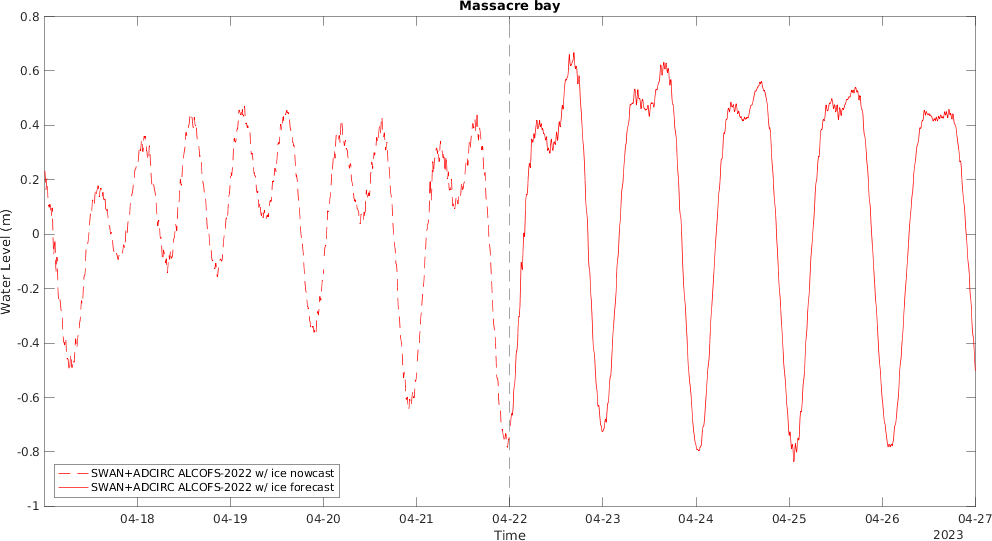 Massacre bay
Water Level (m)
0.8
0.6
0.4
0.2
0
-0.2
-0.4
-0.6
-0.8
-1
SWAN+ADCIRC ALCOFS-2022 w/ ice nowcast
SWAN+ADCIRC ALCOFS-2022 w/ ice forecast
04-18 04-19 04-20 04-21 04-22 04-23 04-24 04-25 04-26 04-27
Time
2023